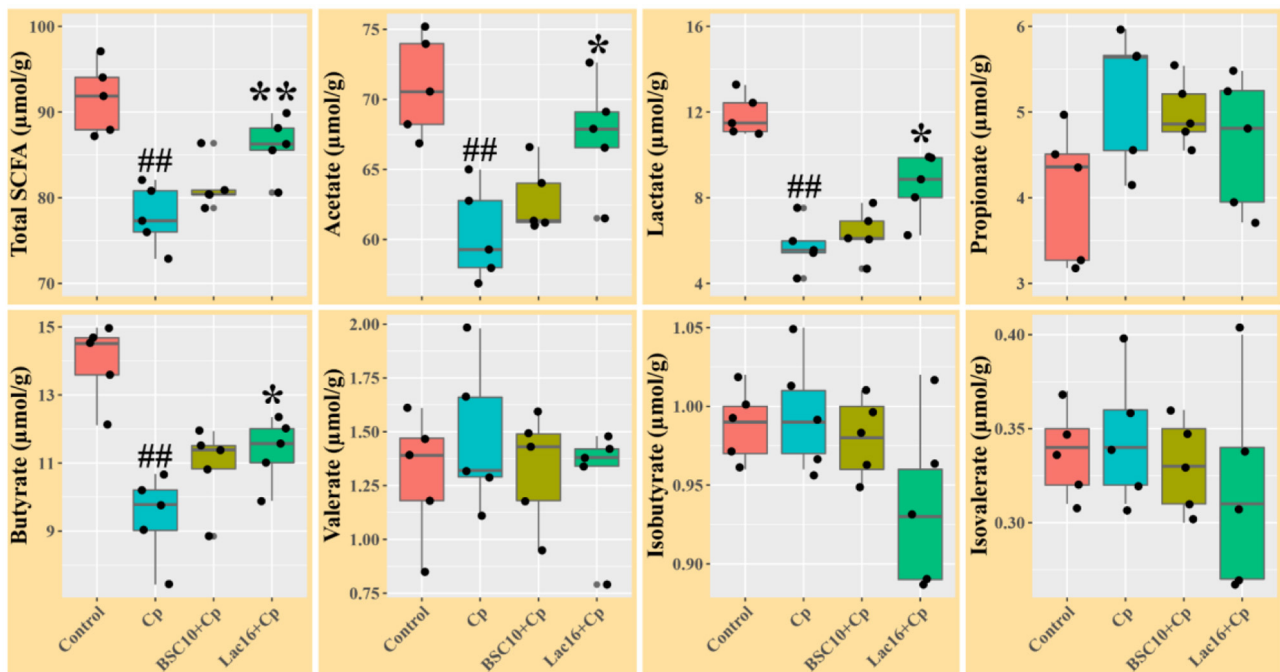 Total SCFA (μmol/g)
100
90
80
70
##
**
Acetate (μmol/g)
75
70
65
60
##
*
Lactate (μmol/g)
16
12
8
4
##
*
Propionate (μmol/g)
6
5
4
3
Butyrate (μmol/g)
15
13
11
9
##
*
Control
Cp
BSC10+Cp
Lac16+Cp
Valerate (μmol/g)
2.00
1.75
1.50
1.25
1.00
0.75
Control
Cp
BSC10+Cp
Lac16+Cp
Isobutyrate (μmol/g)
1.05
1.00
0.95
0.90
Control
Cp
BSC10+Cp
Lac16+Cp
Isovalerate (μmol/g)
0.40
0.35
0.30
Control
Cp
BSC10+Cp
Lac16+Cp